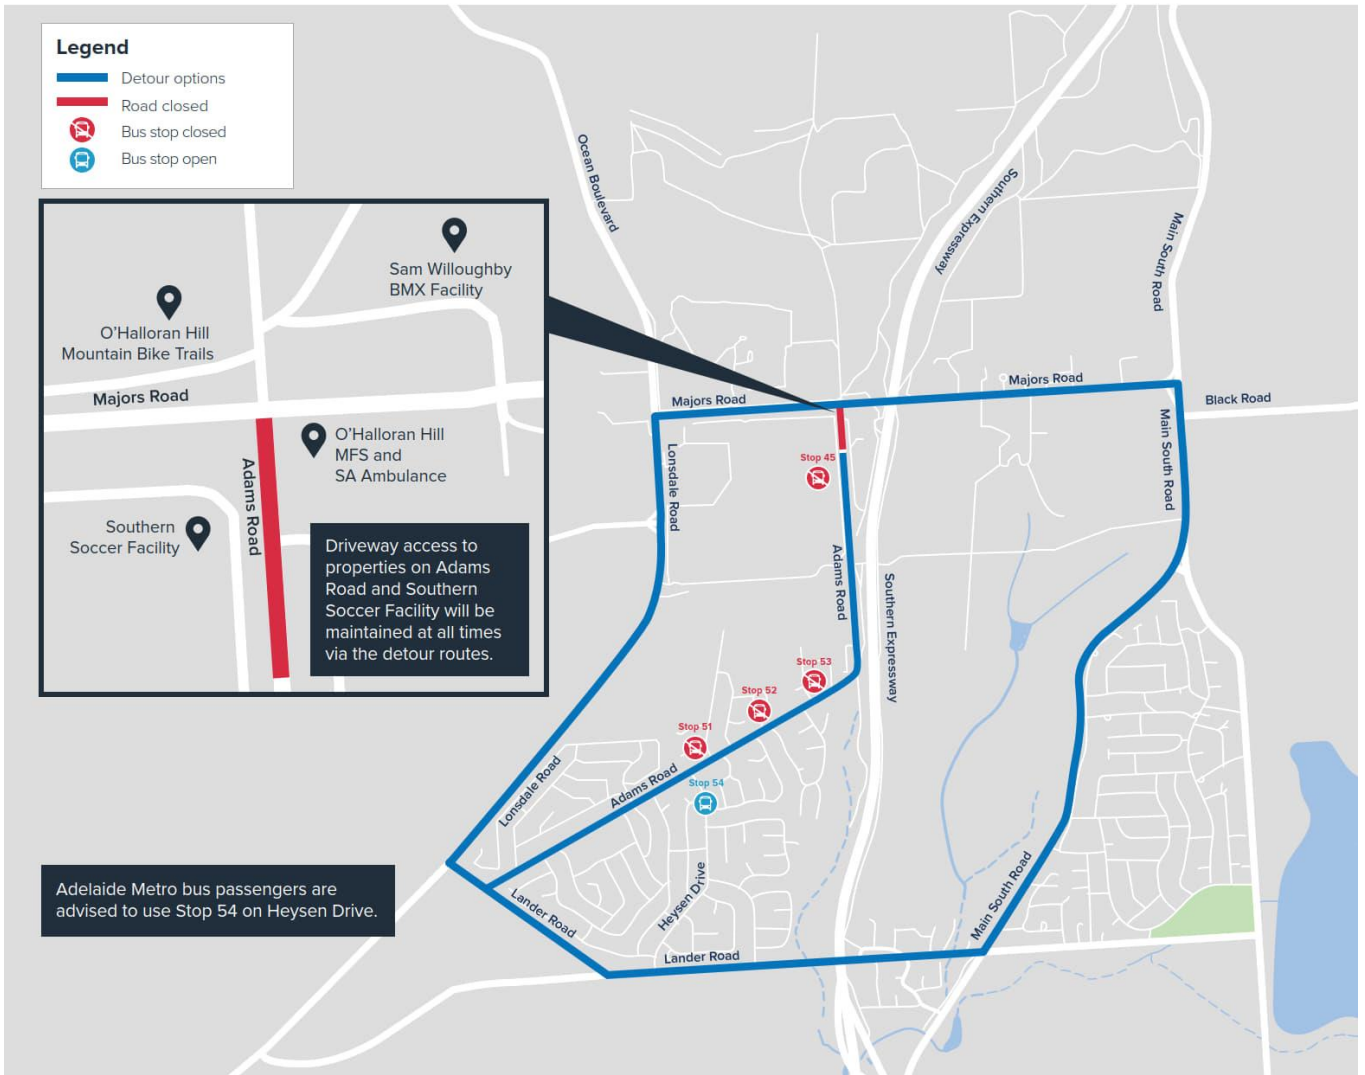 Legend
Detour options
Road closed
Bus stop closed
Bus stop open
Sam Willoughby
BMX Facility
O'Halloran Hill
Mountain Bike Trails
Majors Road
O'Halloran Hill
MFS and
SA Ambulance
Adams Road
Southern
Soccer Facility
Driveway access to
properties on Adams
Road and Southern
Soccer Facility will be
maintained at all times
via the detour routes.
Ocean Boulevard
Southern Expressway
Main South Road
Majors Road
Majors Road
Black Road
Lonsdale Road
Main South Road
Stop 45
Adams Road
Southern Expressway
Stop 53
Stop 52
Stop 51
Adams Road
Stop 54
Lonsdale Road
Heysen Drive
Lander Road
Main South Road
Lander Road
Adelaide Metro bus passengers are
advised to use Stop 54 on Heysen Drive.